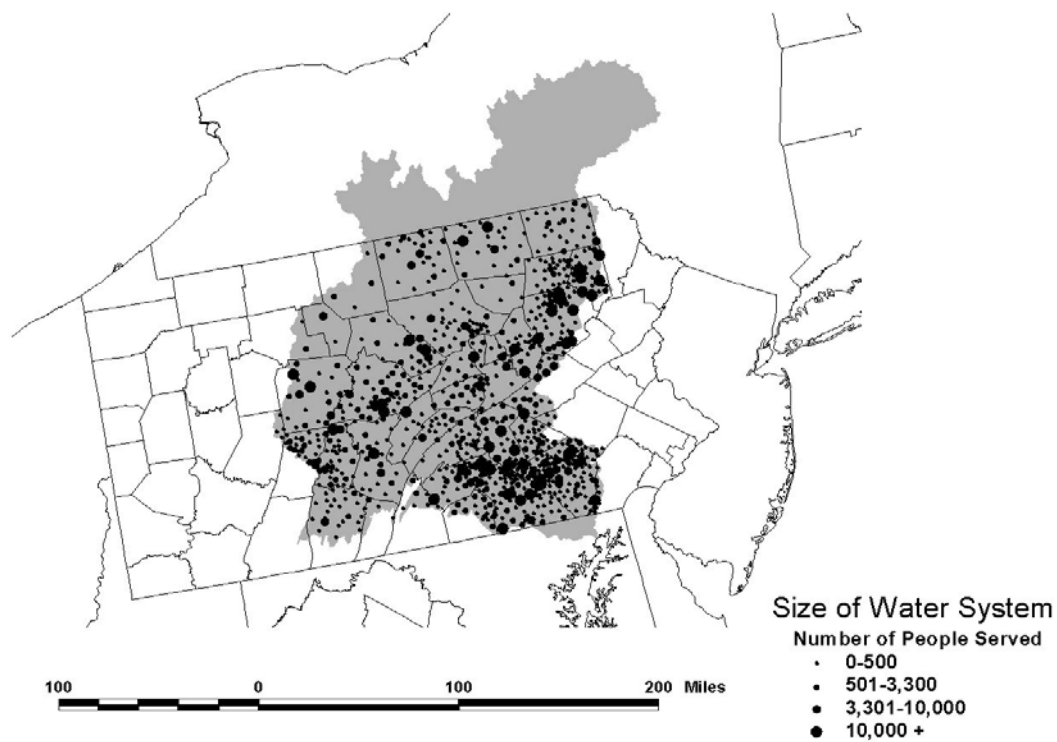 Size of Water System
Number of People Served
0-500
501-3,300
3,301-10,000
10,000 +
100 0 100 200 Miles